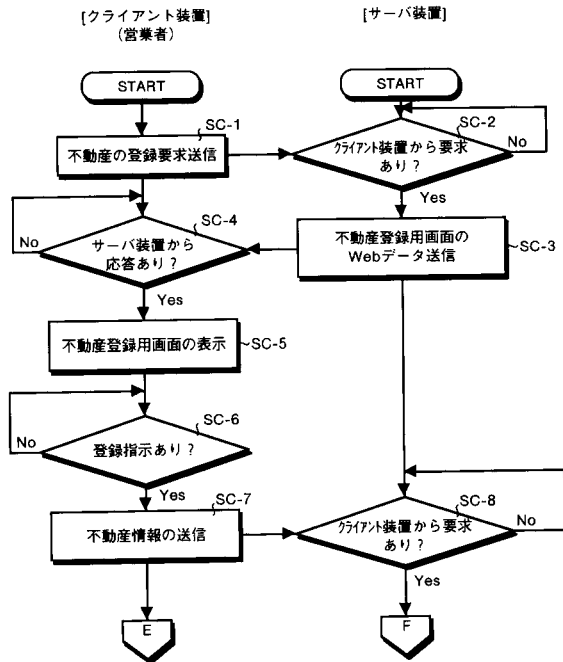 [クライアント装置]
(営業者)
[サーバ装置]
START
START
SC-1
不動産の登録要求送信
SC-2
クライアント装置から要求
あり？
No
Yes
SC-4
サーバ装置から
応答あり？
No
Yes
不動産登録用画面の
Webデータ送信
SC-3
不動産登録用画面の表示
SC-5
SC-6
登録指示あり？
No
Yes
SC-7
不動産情報の送信
SC-8
クライアント装置から要求
あり？
No
Yes
E
F